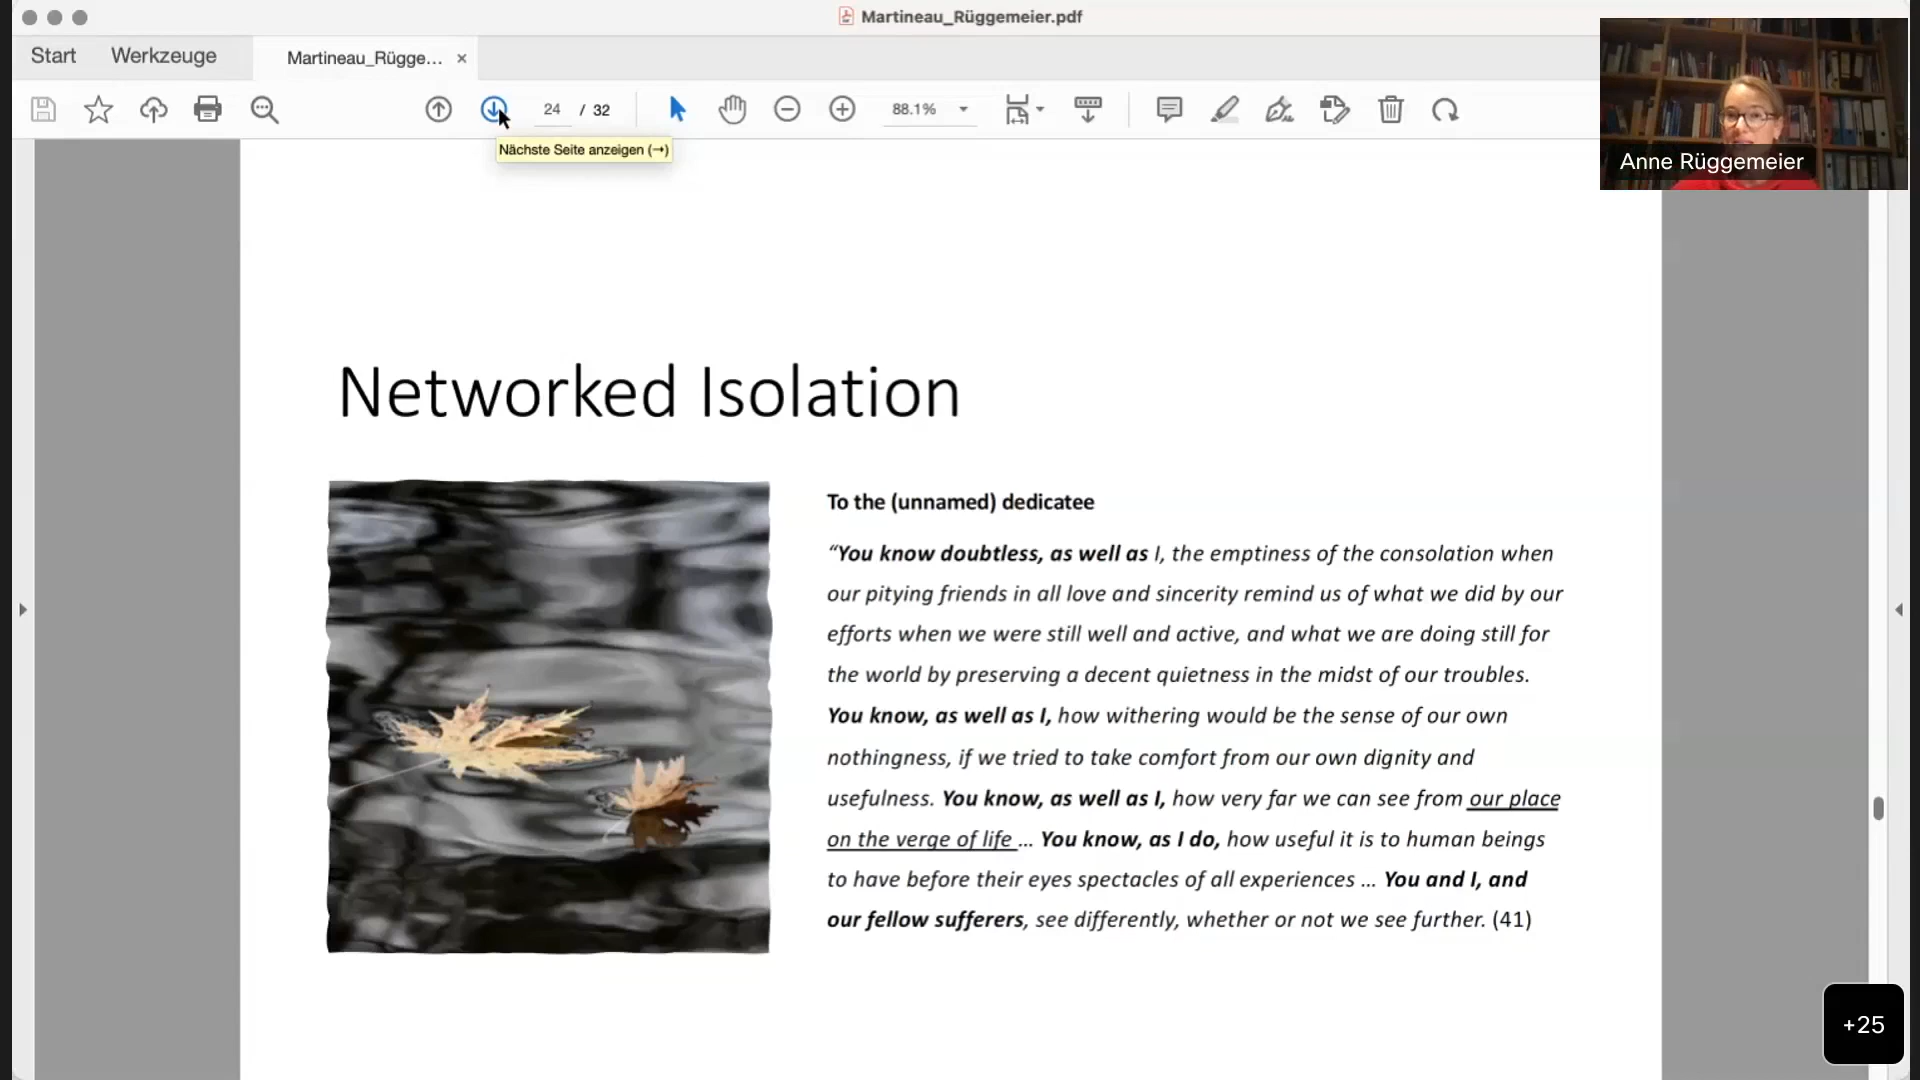 Martineau_Rüggemeier.pdf
Start
Werkzeuge
Martineau_Rügge... ×
24 / 32
88.1%
Nächste Seite anzeigen (→)
Anne Rüggemeier
Networked Isolation
To the (unnamed) dedicatee
“You know doubtless, as well as I, the emptiness of the consolation when
our pitying friends in all love and sincerity remind us of what we did by our
efforts when we were still well and active, and what we are doing still for
the world by preserving a decent quietness in the midst of our troubles.
You know, as well as I, how withering would be the sense of our own
nothingness, if we tried to take comfort from our own dignity and
usefulness. You know, as well as I, how very far we can see from our place
on the verge of life ... You know, as I do, how useful it is to human beings
to have before their eyes spectacles of all experiences ... You and I, and
our fellow sufferers, see differently, whether or not we see further. (41)
+25